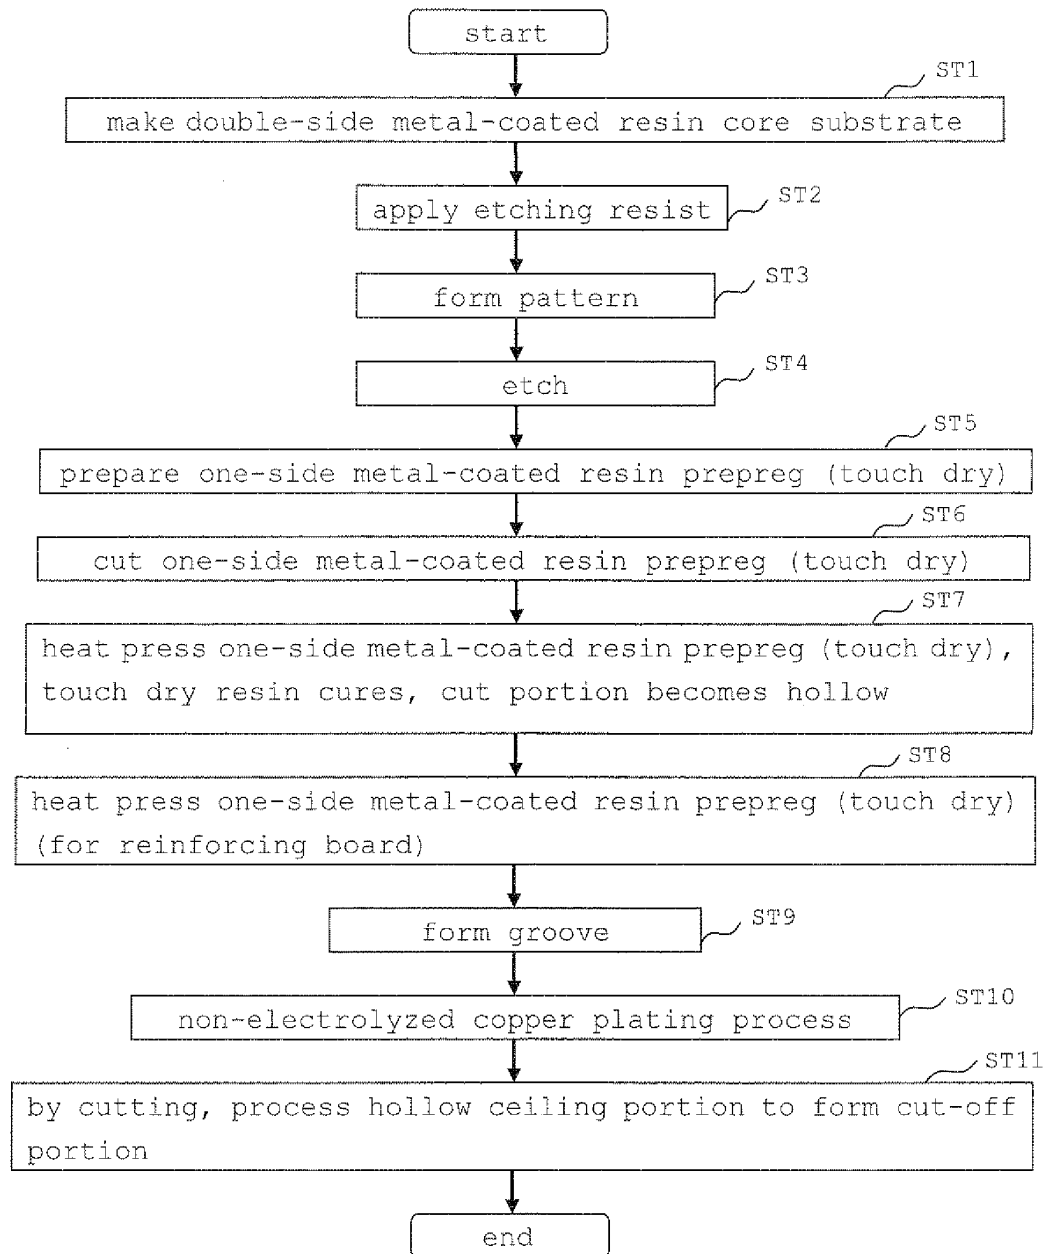 start
ST1
make double-side metal-coated resin core substrate
apply etching resist
ST2
form pattern
ST3
etch
ST4
ST5
prepare one-side metal-coated resin prepreg (touch dry)
ST6
cut one-side metal-coated resin prepreg (touch dry)
ST7
heat press one-side metal-coated resin prepreg (touch dry),
touch dry resin cures, cut portion becomes hollow
ST8
heat press one-side metal-coated resin prepreg (touch dry)
(for reinforcing board)
form groove
ST9
non-electrolyzed copper plating process
ST10
ST11
by cutting, process hollow ceiling portion to form cut-off
portion
end